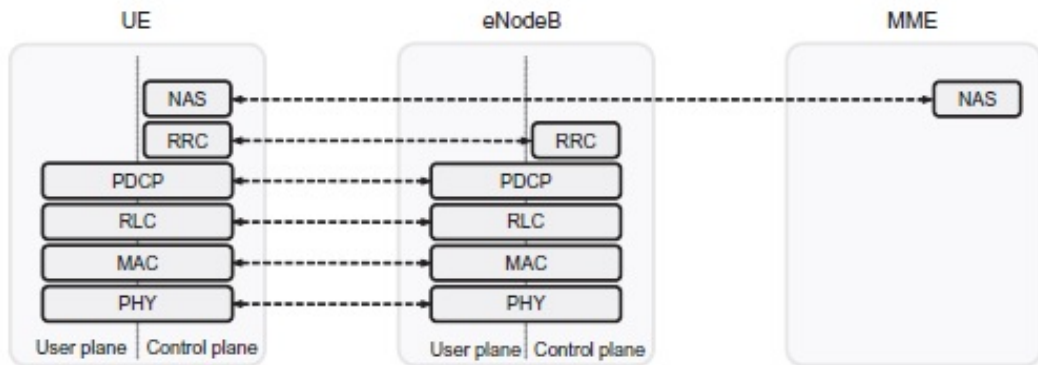 UE eNodeB MME
NAS NAS
RRC RRC
PDCP PDCP
RLC RLC
MAC MAC
PHY PHY
User plane Control plane User plane Control plane